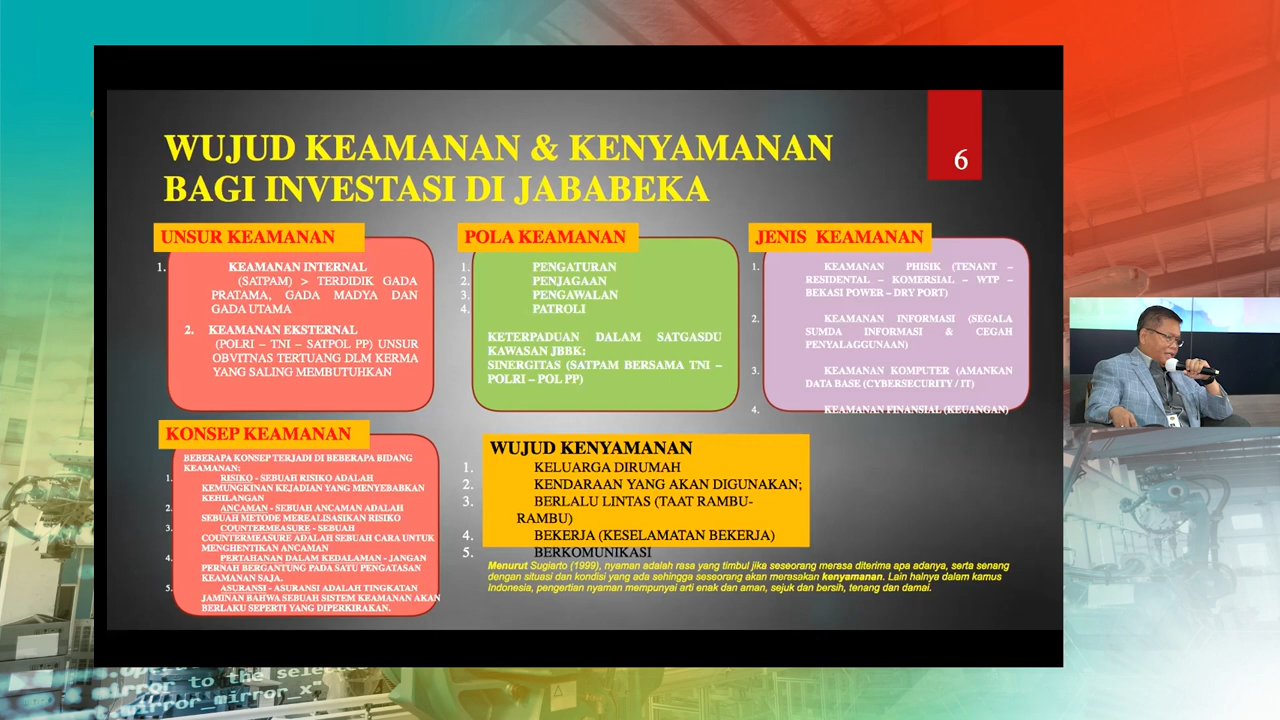 WUJUD KEAMANAN & KENYAMANAN
BAGI INVESTASI DI JABABEKA
6
UNSUR KEAMANAN
1. KEAMANAN INTERNAL
(SATPAM) > TERDIDIK GADA
PRATAMA, GADA MADYA DAN
GADA UTAMA
2. KEAMANAN EKSTERNAL
(POLRI – TNI – SATPOL PP) UNSUR
OBVITNAS TERTUANG DLM KERMA
YANG SALING MEMBUTUHKAN
POLA KEAMANAN
1. PENGATURAN
2. PENJAGAAN
3. PENGAWALAN
4. PATROLI
KETERPADUAN DALAM SATGASDU
KAWASAN JBBK:
SINERGITAS (SATPAM BERSAMA TNI –
POLRI – POL PP)
JENIS KEAMANAN
1. KEAMANAN PHISIK (TENANT –
RESIDENTAL – KOMERSIAL – WTP –
BEKASI POWER – DRY PORT)
2. KEAMANAN INFORMASI (SEGALA
SUMDA INFORMASI & CEGAH
PENYALAGGUNAAN)
3. KEAMANAN KOMPUTER (AMANKAN
DATA BASE (CYBERSECURITY / IT)
4. KEAMANAN FINANSIAL (KEUANGAN)
KONSEP KEAMANAN
BEBERAPA KONSEP TERJADI DI BEBERAPA BIDANG
KEAMANAN:
1. RISIKO - SEBUAH RISIKO ADALAH
KEMUNGKINAN KEJADIAN YANG MENYEBABKAN
KEHILANGAN
2. ANCAMAN - SEBUAH ANCAMAN ADALAH
SEBUAH METODE MEREALISASIKAN RISIKO
3. COUNTERMEASURE - SEBUAH
COUNTERMEASURE ADALAH SEBUAH CARA UNTUK
MENGHENTIKAN ANCAMAN
4. PERTAHANAN DALAM KEDALAMAN - JANGAN
PERNAH BERGANTUNG PADA SATU PENGATASAN
KEAMANAN SAJA.
5. ASURANSI - ASURANSI ADALAH TINGKATAN
JAMINAN BAHWA SEBUAH SISTEM KEAMANAN AKAN
BERLAKU SEPERTI YANG DIPERKIRAKAN.
WUJUD KENYAMANAN
1. KELUARGA DIRUMAH
2. KENDARAAN YANG AKAN DIGUNAKAN;
3. BERLALU LINTAS (TAAT RAMBU-
RAMBU)
4. BEKERJA (KESELAMATAN BEKERJA)
5. BERKOMUNIKASI
Menurut Sugiarto (1999), nyaman adalah rasa yang timbul jika seseorang merasa diterima apa adanya, serta senang
dengan situasi dan kondisi yang ada sehingga seseorang akan merasakan kenyamanan. Lain halnya dalam kamus
Indonesia, pengertian nyaman mempunyai arti enak dan aman, sejuk dan bersih, tenang dan damai.
to the selec
mirror_mirror_x"